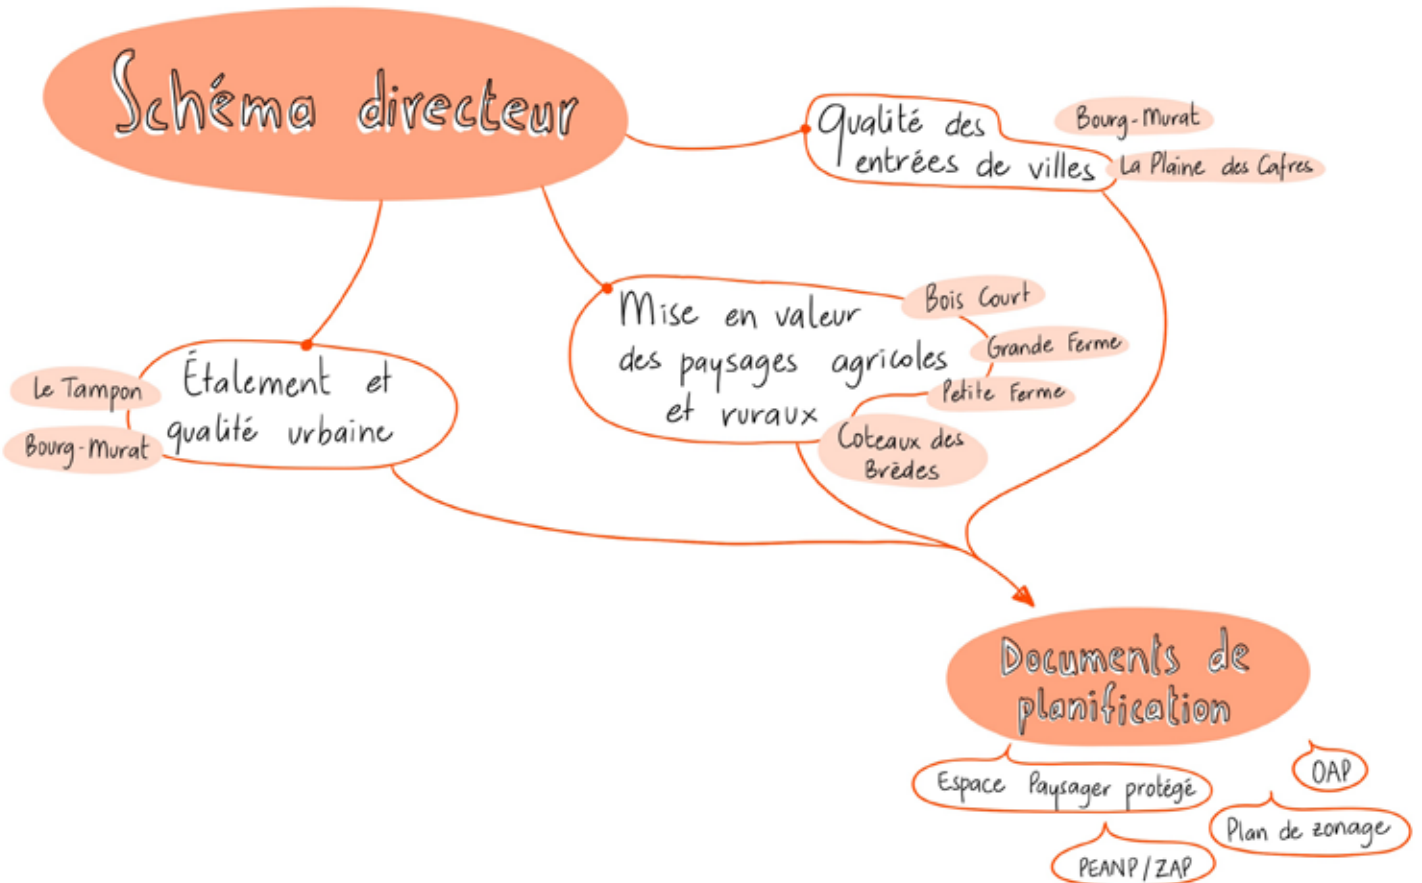 Schéma directeur
Qualité des
entrées de villes
Bourg-Murat
La Plaine des Cafres
Mise en valeur
des paysages agricoles
et ruraux
Bois Court
Grande Ferme
Petite Ferme
Coteaux des
Brèdes
Étalement et
qualité urbaine
Le Tampon
Bourg-Murat
Documents de
planification
Espace Paysager protégé
OAP
Plan de zonage
PEANP/ZAP